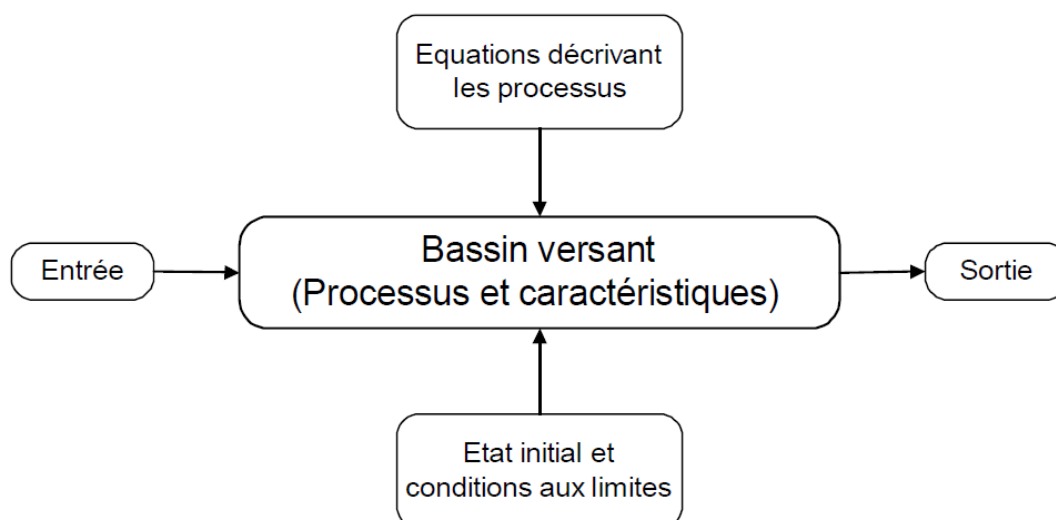 Equations décrivant
les processus
Entrée
Bassin versant
(Processus et caractéristiques)
Sortie
Etat initial et
conditions aux limites